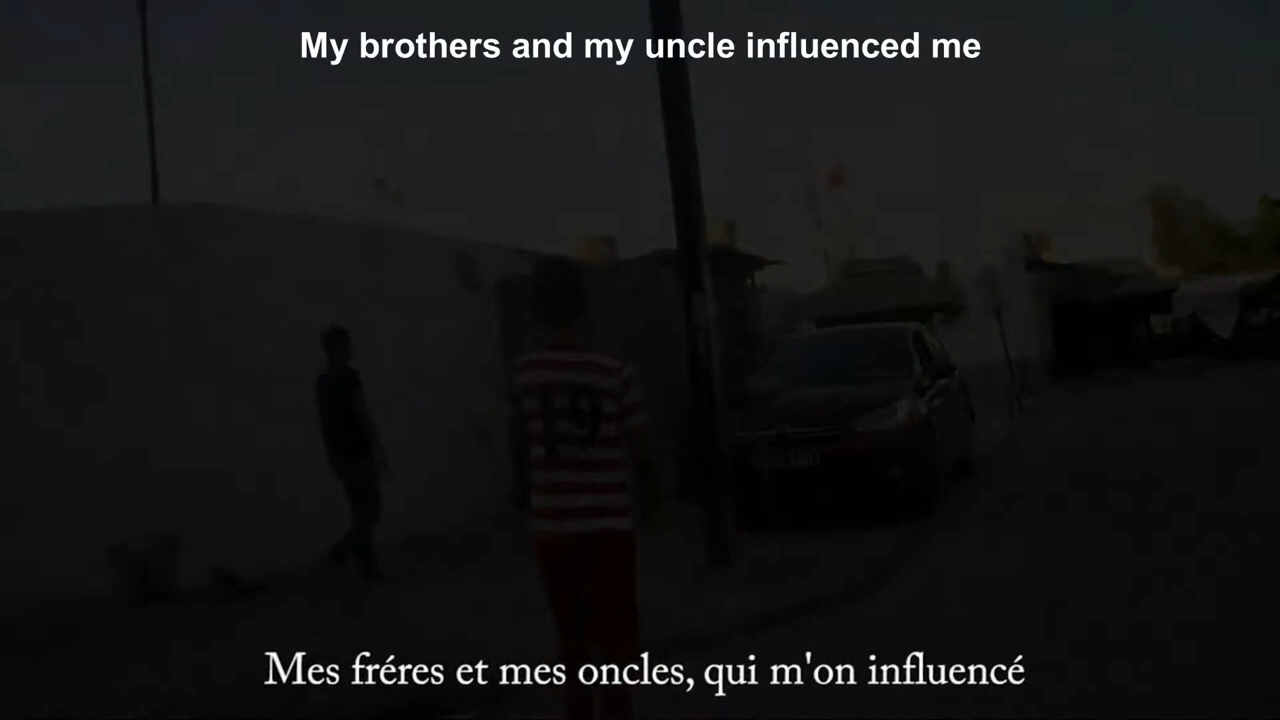 My brothers and my uncle influenced me
Mes fréres et mes oncles, qui m'on influencé